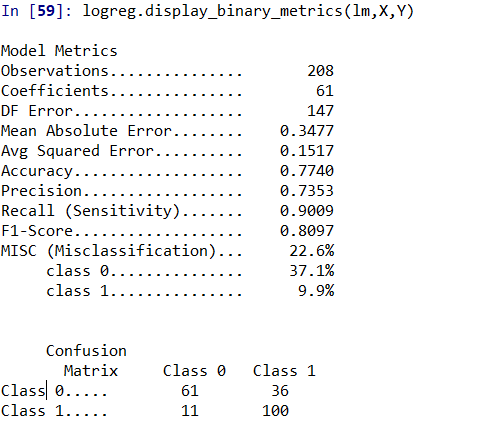 In [59]: logreg.display_binary_metrics(lm,X,Y)
Model Metrics
Observations............... 208
Coefficients............... 61
DF Error................... 147
Mean Absolute Error........ 0.3477
Avg Squared Error.......... 0.1517
Accuracy................... 0.7740
Precision.................. 0.7353
Recall (Sensitivity)....... 0.9009
F1-Score................... 0.8097
MISC (Misclassification)... 22.6%
class 0............... 37.1%
class 1............... 9.9%
Confusion
Matrix Class 0 Class 1
Class 0..... 61 36
Class 1..... 11 100